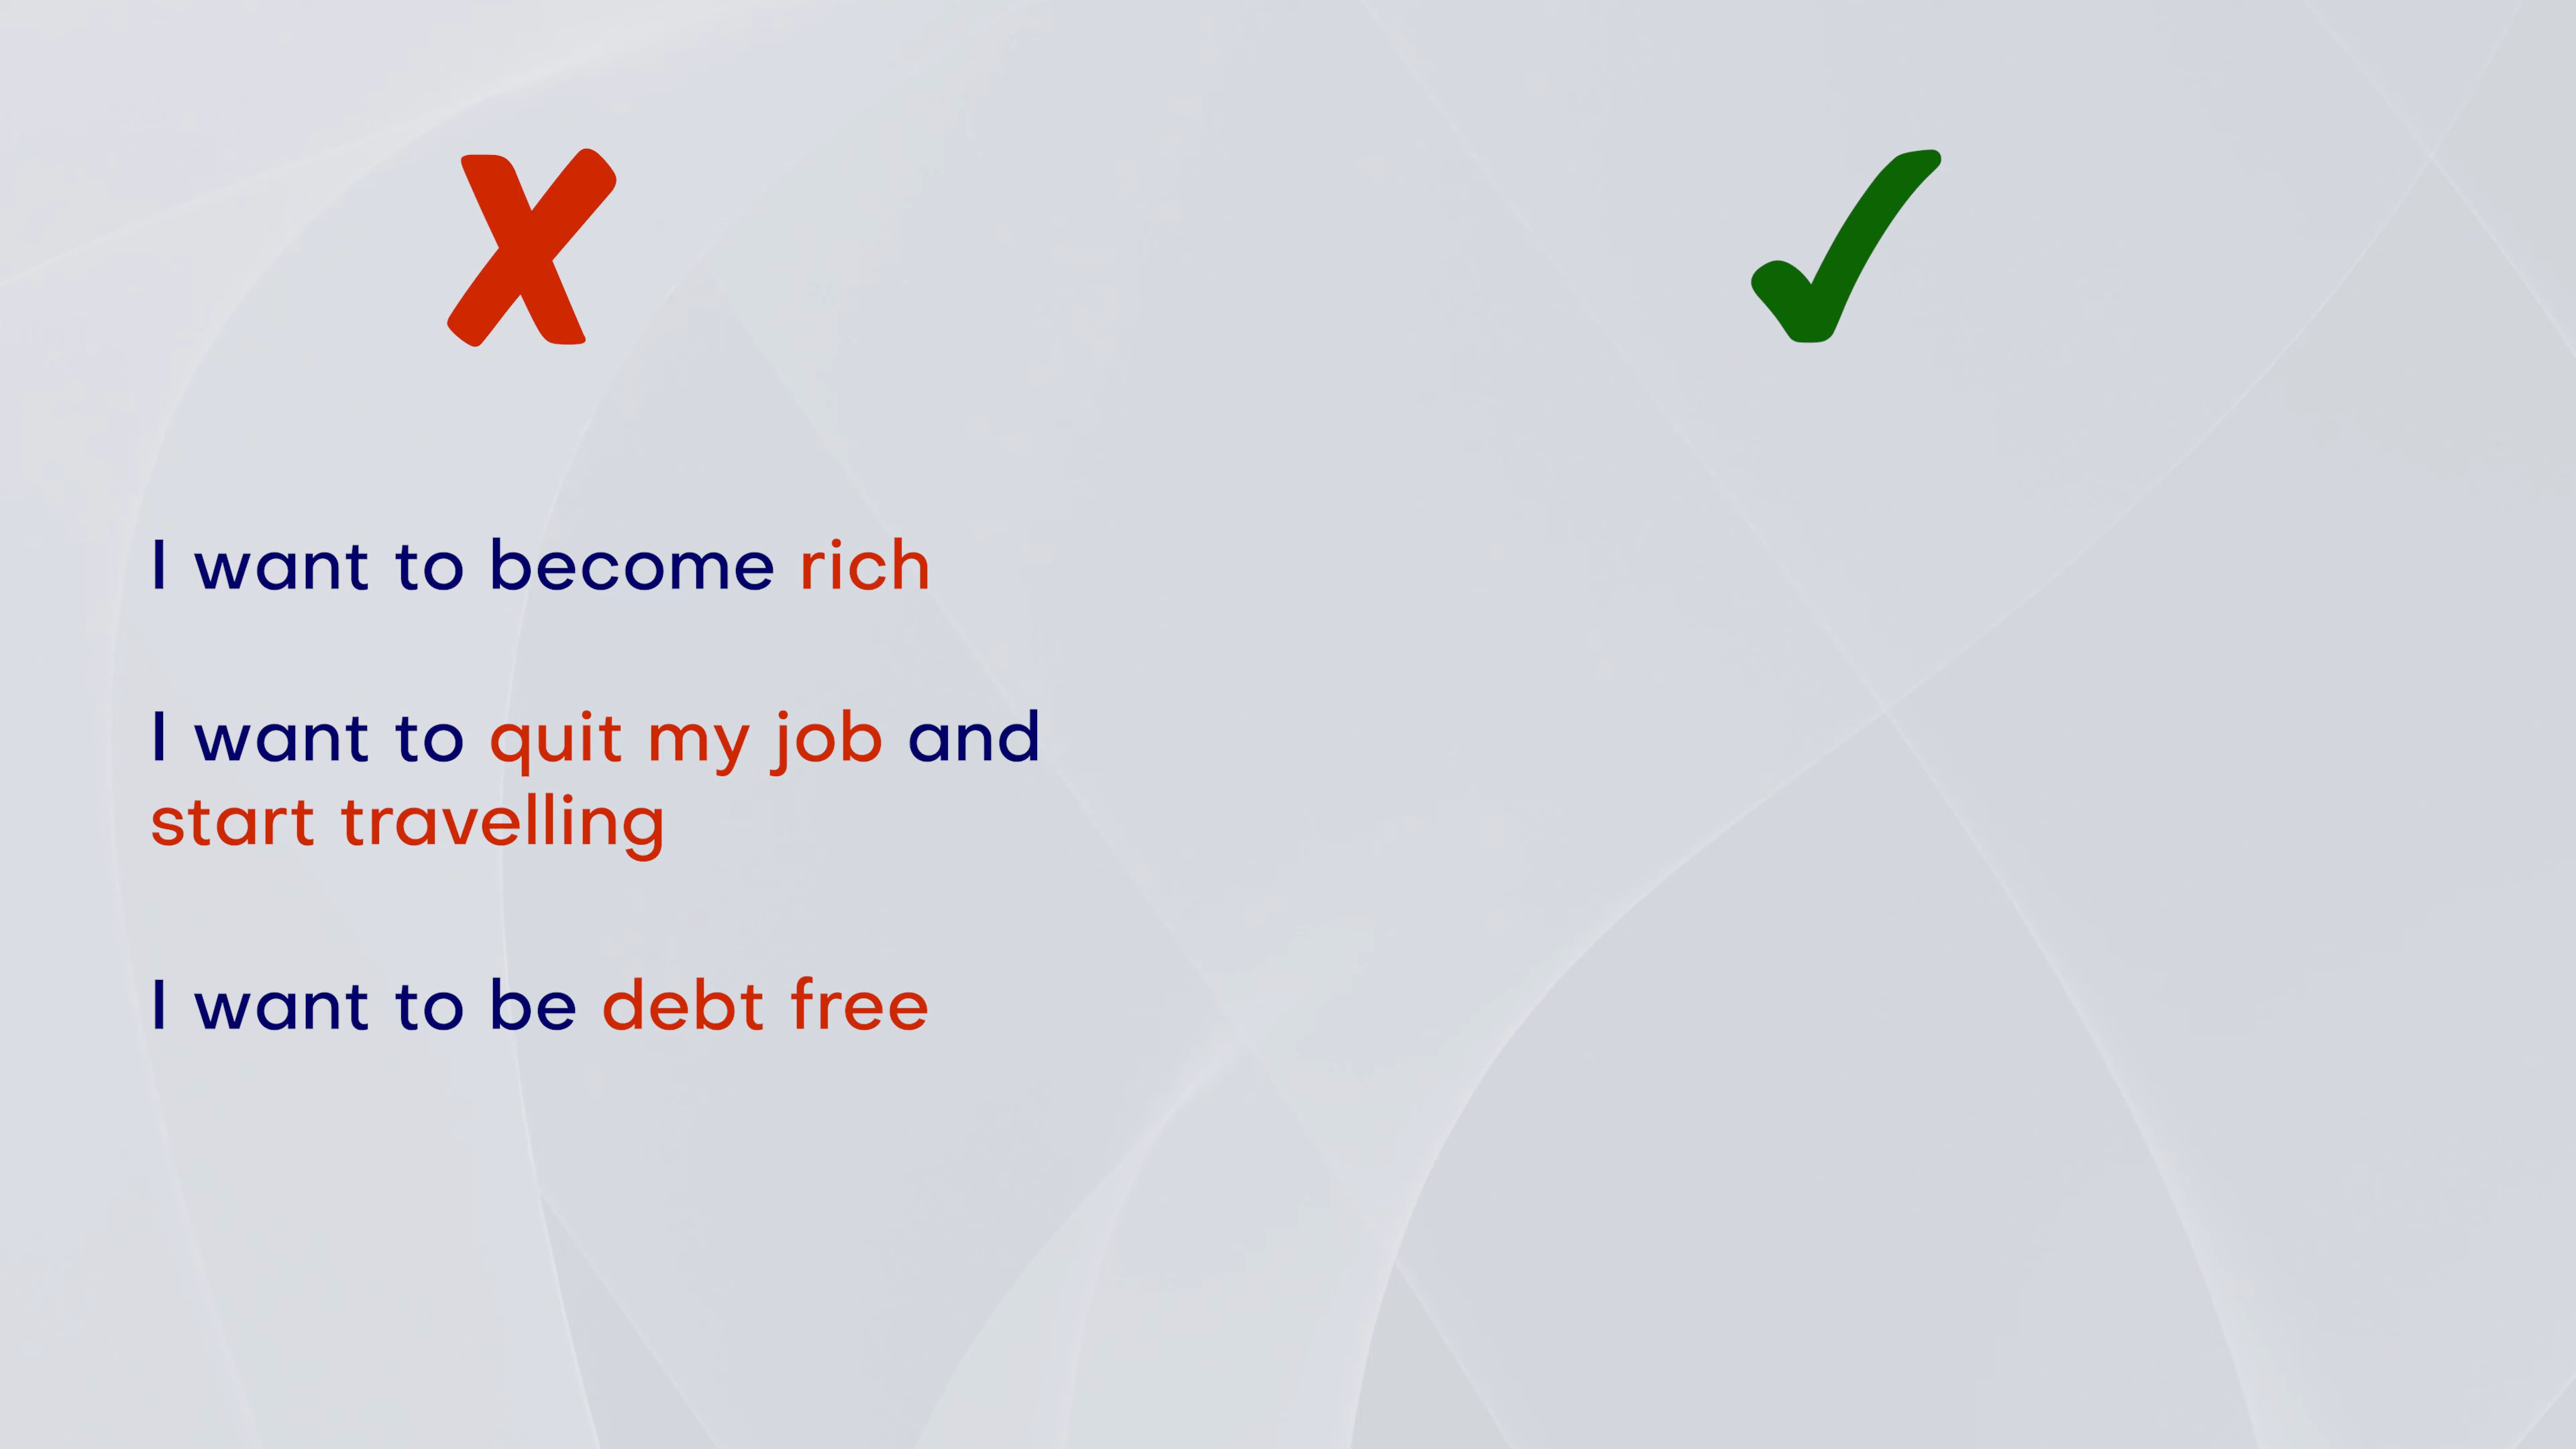 I want to become rich
I want to quit my job and
start travelling
I want to be debt free